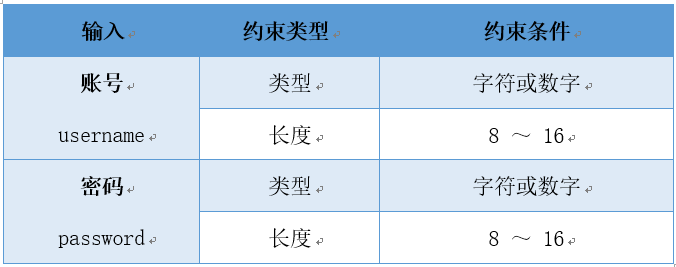 输入 约束类型 约束条件
账号 类型 字符或数字
username 长度 8 ～ 16
密码 类型 字符或数字
password 长度 8 ～ 16